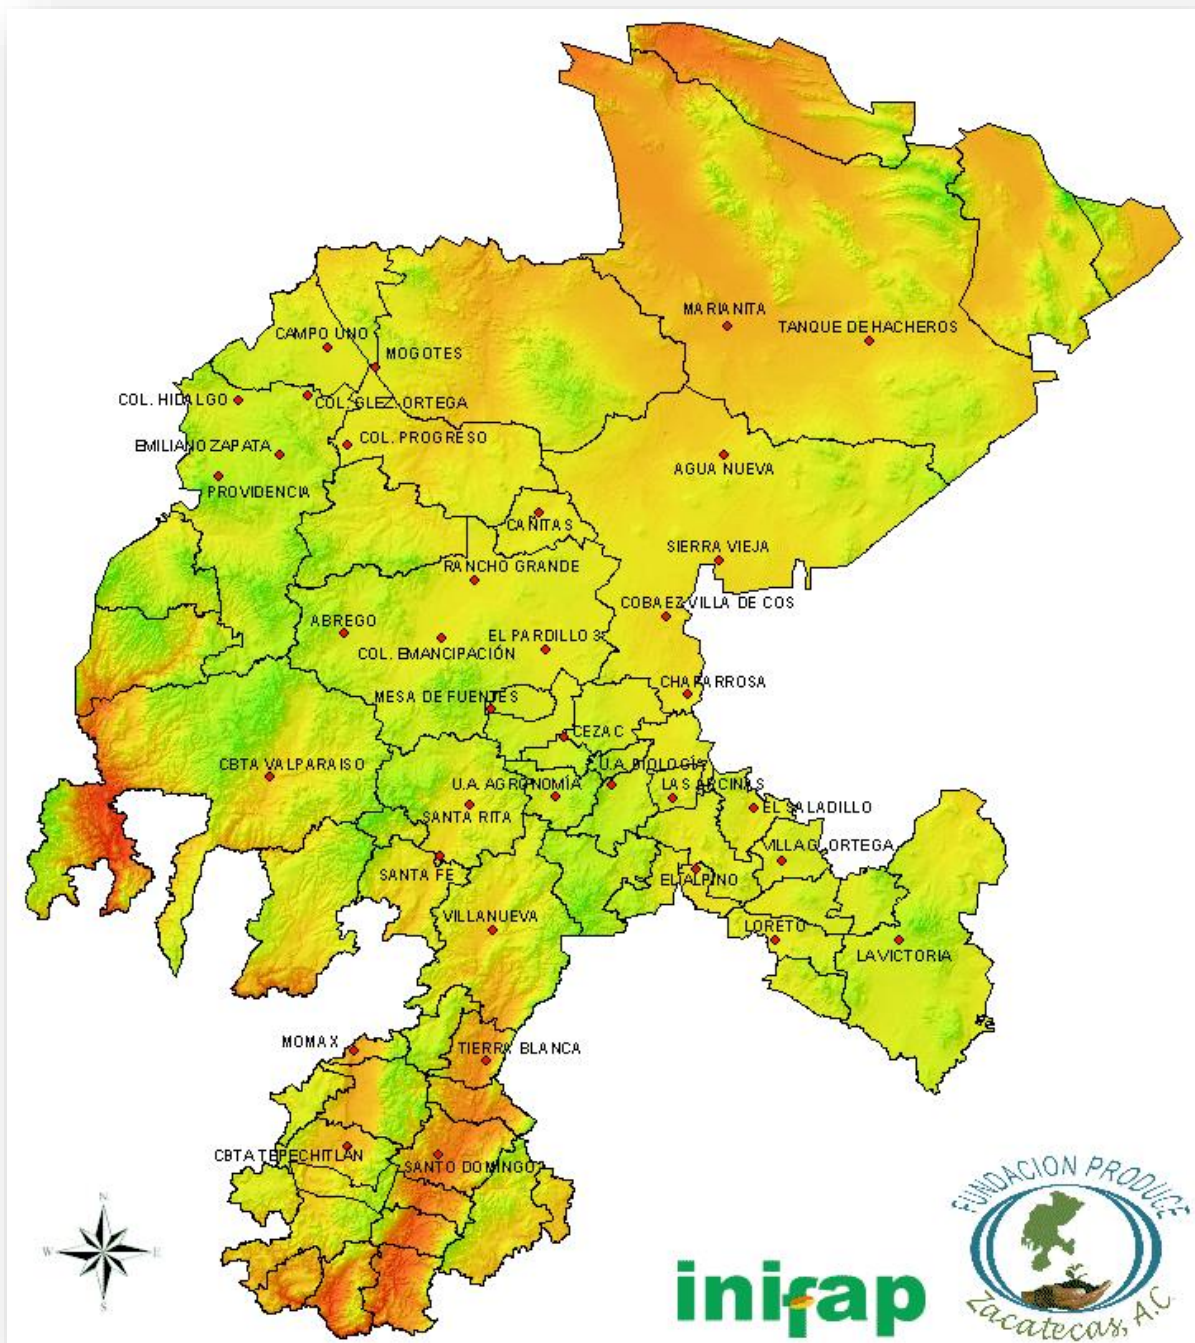 MARIANITA
TANQUE DE HACHEROS
CAMPO UNO
MOGOTES
COL. HIDALGO
COL. GLEZ. ORTEGA
COL. PROGRESO
EMILIANO ZAPATA
AGUA NUEVA
PROVIDENCIA
CAÑITAS
SIERRA VIEJA
RANCHO GRANDE
COBAEZ VILLA DE COS
ABREGO
EL PARDILLO 3
COL. EMANCIPACIÓN
CHAPARROSA
MESA DE FUENTES
CEZAC
CBTA VALPARAISO
U.A. BIOLOGÍA
U.A. AGRONOMÍA
LAS ARCINAS
EL SALADILLO
SANTA RITA
VILLA G. ORTEGA
SANTA FE
EL ALPINO
VILLANUEVA
LORETO
LA VICTORIA
MOMAX
TIERRA BLANCA
CBTA TEPECHITLÁN
SANTO DOMINGO
N
W
E
S
inifap
FUNDACION PRODUCE
Zacatecas, A.C.